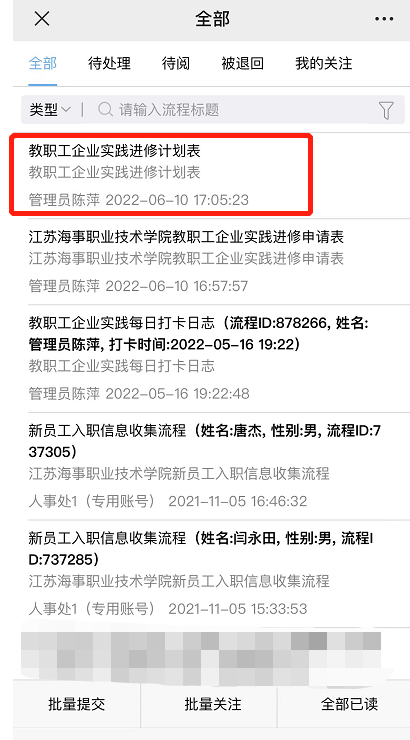 全部
全部 待处理 待阅 被退回 我的关注
类型 请输入流程标题
教职工企业实践进修计划表
教职工企业实践进修计划表
管理员陈萍 2022-06-10 17:05:23
江苏海事职业技术学院教职工企业实践进修申请表
江苏海事职业技术学院教职工企业实践进修申请表
管理员陈萍 2022-06-10 16:57:57
教职工企业实践每日打卡日志（流程ID:878266, 姓名:
管理员陈萍, 打卡时间:2022-05-16 19:22）
教职工企业实践每日打卡日志
管理员陈萍 2022-05-16 19:22:48
新员工入职信息收集流程（姓名:唐杰, 性别:男, 流程ID:7
37305）
江苏海事职业技术学院新员工入职信息收集流程
人事处1（专用账号） 2021-11-05 16:46:32
新员工入职信息收集流程（姓名:闫永田, 性别:男, 流程I
D:737285）
江苏海事职业技术学院新员工入职信息收集流程
人事处1（专用账号） 2021-11-05 15:33:53
批量提交 批量关注 全部已读